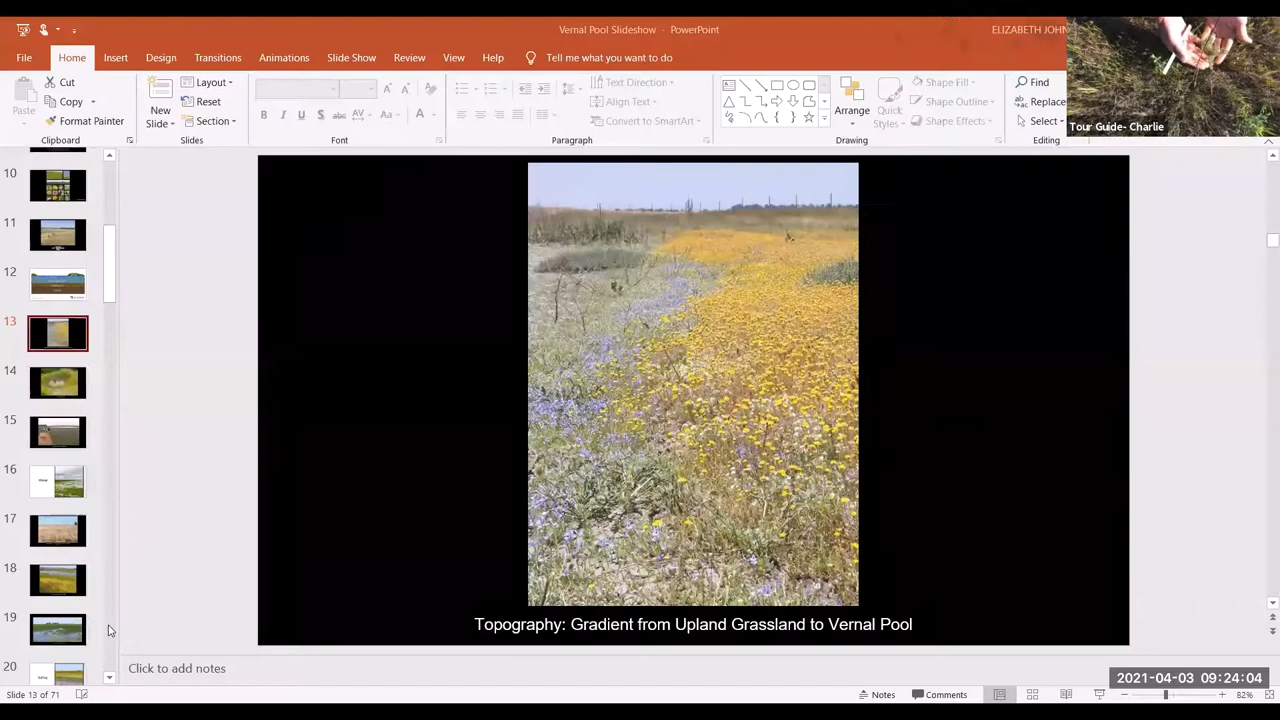 Vernal Pool Slideshow - PowerPoint
ELIZABETH JOHN
File Home Insert Design Transitions Animations Slide Show Review View Help Tell me what you want to do
Paste
Cut
Copy
Format Painter
Clipboard
New Slide
Layout
Reset
Section
Slides
B I U S abc AV Aa A
Font
Text Direction
Align Text
Convert to SmartArt
Paragraph
Arrange
Quick Styles
Shape Fill
Shape Outline
Shape Effects
Drawing
Find
Replace
Select
Editing
Tour Guide- Charlie
10
11
12
13
14
15
16
17
18
19
20
Topography: Gradient from Upland Grassland to Vernal Pool
Click to add notes
2021-04-03 09:24:04
Slide 13 of 71
Notes
Comments
82%